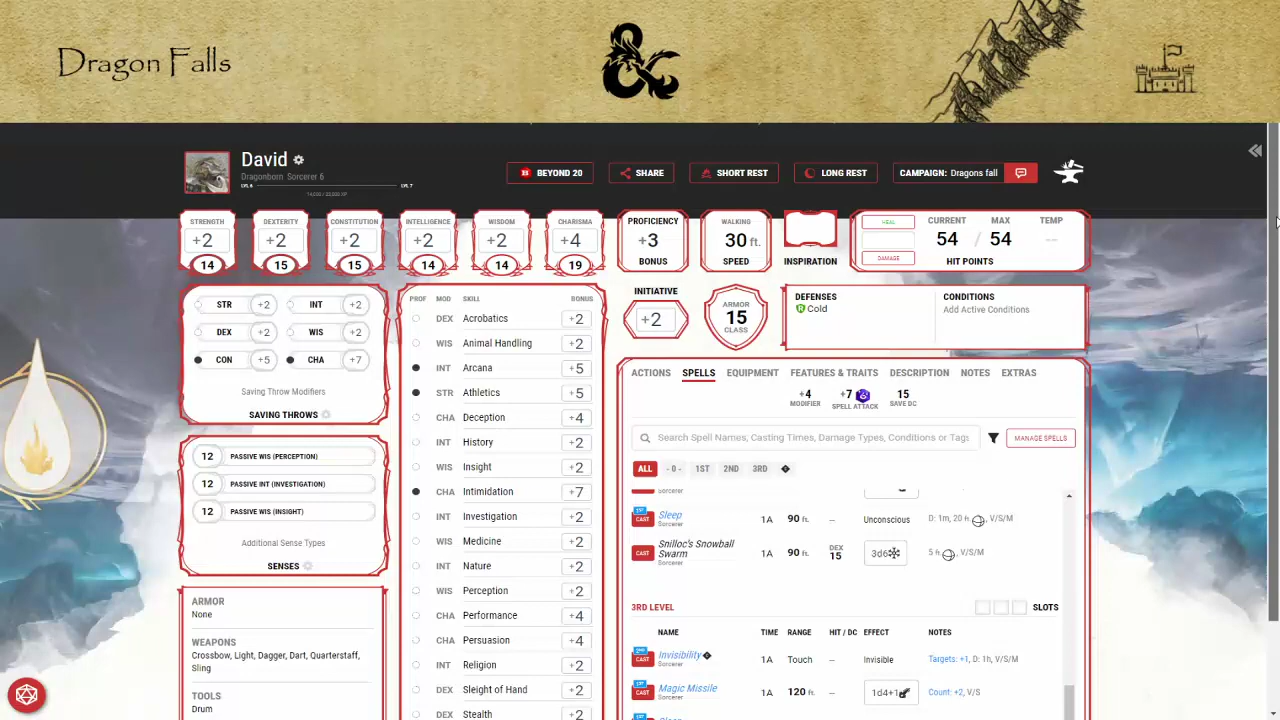 Dragon Falls
David
Dragonborn Sorcerer 6
LVL 6
LVL 7
BEYOND 20
SHARE
SHORT REST
LONG REST
CAMPAIGN: Dragons fall
STRENGTH
+2
14
DEXTERITY
+2
15
CONSTITUTION
+2
15
INTELLIGENCE
+2
14
WISDOM
+2
14
CHARISMA
+4
19
PROFICIENCY
+3
BONUS
WALKING
30 ft.
SPEED
INSPIRATION
HEAL
DAMAGE
CURRENT MAX TEMP
54 / 54 --
HIT POINTS
STR +2 INT +2
DEX +2 WIS +2
CON +5 CHA +7
Saving Throw Modifiers
SAVING THROWS
12 PASSIVE WIS (PERCEPTION)
12 PASSIVE INT (INVESTIGATION)
12 PASSIVE WIS (INSIGHT)
Additional Sense Types
SENSES
ARMOR
None
WEAPONS
Crossbow, Light, Dagger, Dart, Quarterstaff,
Sling
TOOLS
Drum
PROF MOD SKILL BONUS
DEX Acrobatics +2
WIS Animal Handling +2
INT Arcana +5
STR Athletics +5
CHA Deception +4
INT History +2
WIS Insight +2
CHA Intimidation +7
INT Investigation +2
WIS Medicine +2
INT Nature +2
WIS Perception +2
CHA Performance +4
CHA Persuasion +4
INT Religion +2
DEX Sleight of Hand +2
DEX Stealth +2
INITIATIVE
+2
ARMOR
15
CLASS
DEFENSES
Cold
CONDITIONS
Add Active Conditions
ACTIONS SPELLS EQUIPMENT FEATURES & TRAITS DESCRIPTION NOTES EXTRAS
+4 +7 15
MODIFIER SPELL ATTACK SAVE DC
Search Spell Names, Casting Times, Damage Types, Conditions or Tags
MANAGE SPELLS
ALL - 0 - 1ST 2ND 3RD
Sorcerer
1ST
CAST Sleep 1A 90 ft. -- Unconscious D: 1m, 20 ft. , V/S/M
Sorcerer
CAST Snilloc's Snowball Swarm 1A 90 ft. DEX 15 3d6 5 ft. , V/S/M
Sorcerer
3RD LEVEL SLOTS
NAME TIME RANGE HIT / DC EFFECT NOTES
2ND
CAST Invisibility 1A Touch -- Invisible Targets: +1, D: 1h, V/S/M
Sorcerer
1ST
CAST Magic Missile 1A 120 ft. -- 1d4+1 Count: +2, V/S
Sorcerer